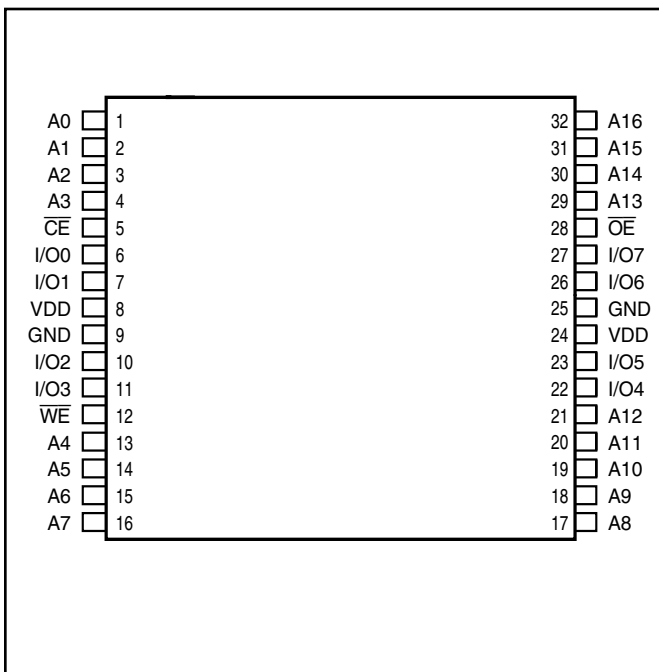 A0 1 32 A16
A1 2 31 A15
A2 3 30 A14
A3 4 29 A13
C̅E̅ 5 28 O̅E̅
I/O0 6 27 I/O7
I/O1 7 26 I/O6
VDD 8 25 GND
GND 9 24 VDD
I/O2 10 23 I/O5
I/O3 11 22 I/O4
W̅E̅ 12 21 A12
A4 13 20 A11
A5 14 19 A10
A6 15 18 A9
A7 16 17 A8